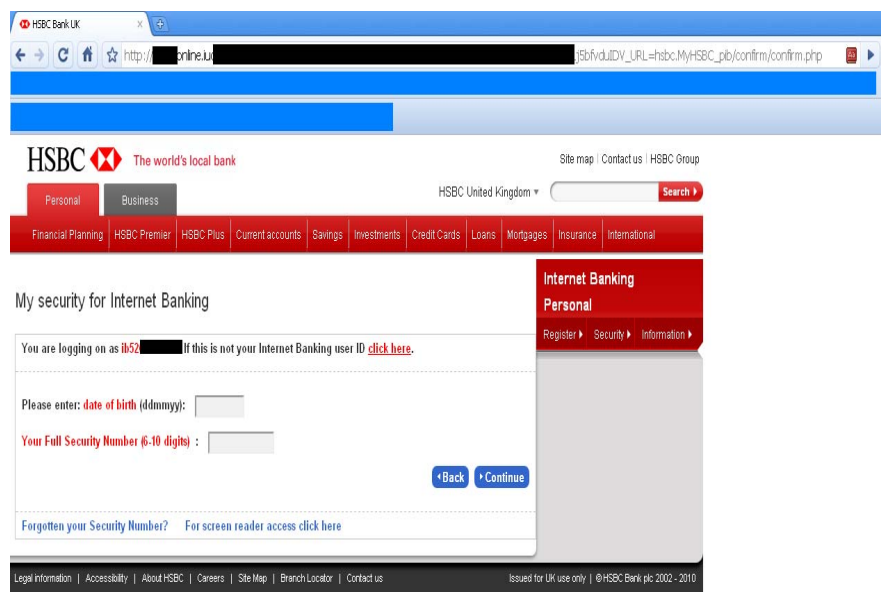 HSBC Bank UK
http:// online.iuc j5bfvduIDV_URL=hsbc.MyHSBC_pib/confirm/confirm.php
HSBC The world's local bank
Site map | Contact us | HSBC Group
Personal Business
HSBC United Kingdom Search
Financial Planning HSBC Premier HSBC Plus Current accounts Savings Investments Credit Cards Loans Mortgages Insurance International
Internet Banking
Personal
Register Security Information
My security for Internet Banking
You are logging on as ib52 If this is not your Internet Banking user ID click here.
Please enter: date of birth (ddmmyy):
Your Full Security Number (6-10 digits) :
Back Continue
Forgotten your Security Number? For screen reader access click here
Legal information | Accessibility | About HSBC | Careers | Site Map | Branch Locator | Contact us
Issued for UK use only | © HSBC Bank plc 2002 - 2010